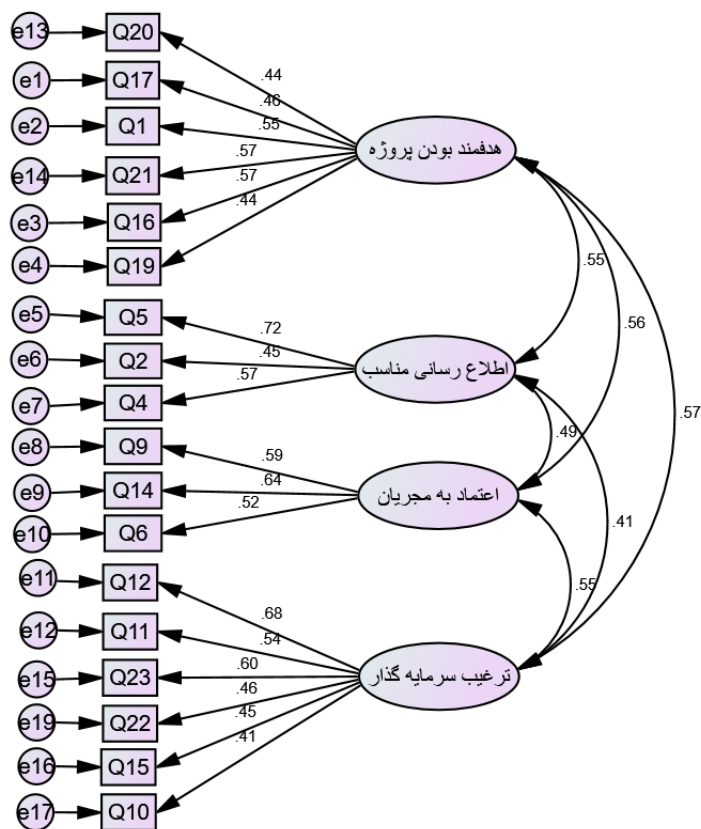 e13 Q20 .44
e1 Q17 .46
e2 Q1 .55
هدفمند بودن پروژه
e14 Q21 .57
e3 Q16 .57
e4 Q19 .44
.55
e5 Q5 .72
.56
e6 Q2 .45
اطلاع رسانی مناسب
e7 Q4 .57
.57
e8 Q9 .59
.49
e9 Q14 .64
اعتماد به مجریان
e10 Q6 .52
.41
e11 Q12 .68
.55
e12 Q11 .54
e15 Q23 .60
ترغیب سرمایه گذار
e19 Q22 .46
e16 Q15 .45
e17 Q10 .41